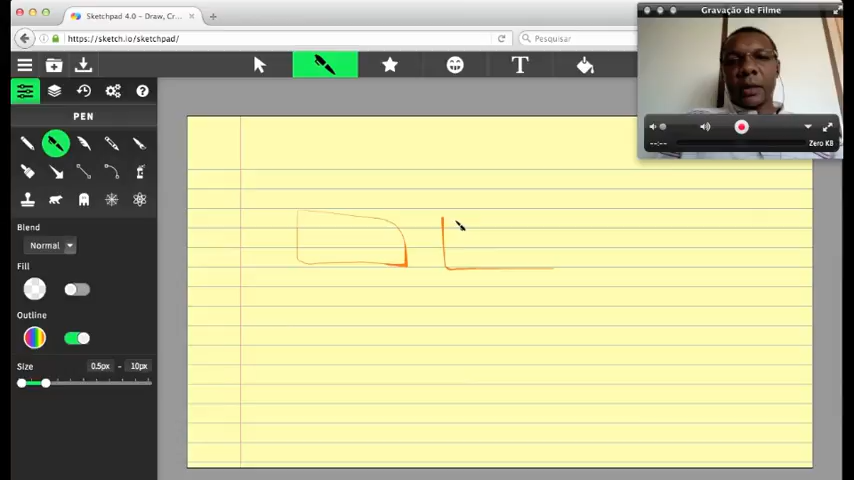 Sketchpad 4.0 - Draw, Cr...
Gravação de Filme
https://sketch.io/sketchpad/
Pesquisar
T
PEN
--:--
Zero KB
Blend
Normal
Fill
Outline
Size
0.5px - 10px